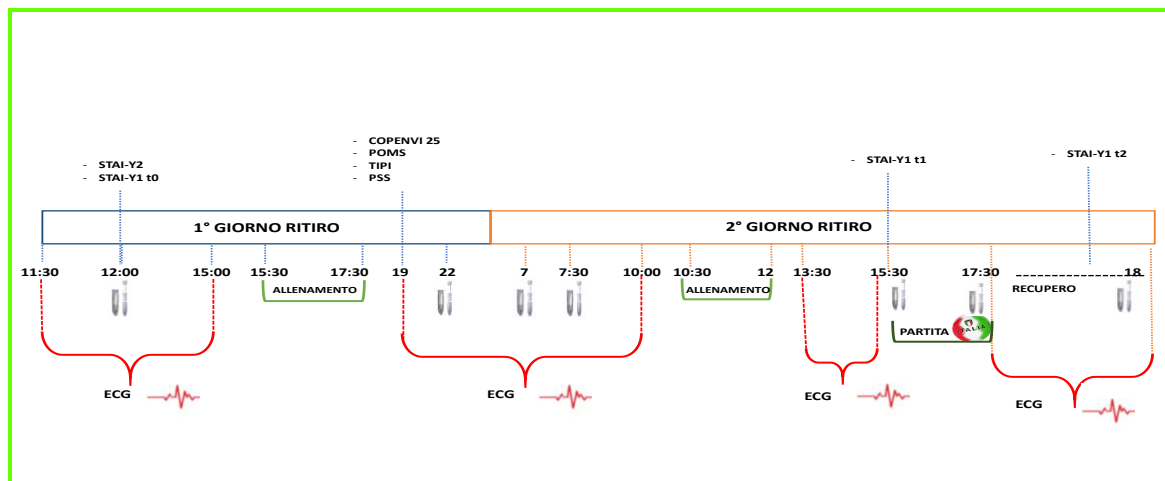 - COPENVI 25
- POMS
- TIPI
- PSS
- STAI-Y2
- STAI-Y1 t0
- STAI-Y1 t1
- STAI-Y1 t2
1° GIORNO RITIRO
2° GIORNO RITIRO
11:30 12:00 15:00 15:30 17:30 19 22 7 7:30 10:00 10:30 12 13:30 15:30 17:30 18
ALLENAMENTO
ALLENAMENTO
RECUPERO
PARTITA
ITALIA
ECG
ECG
ECG
ECG